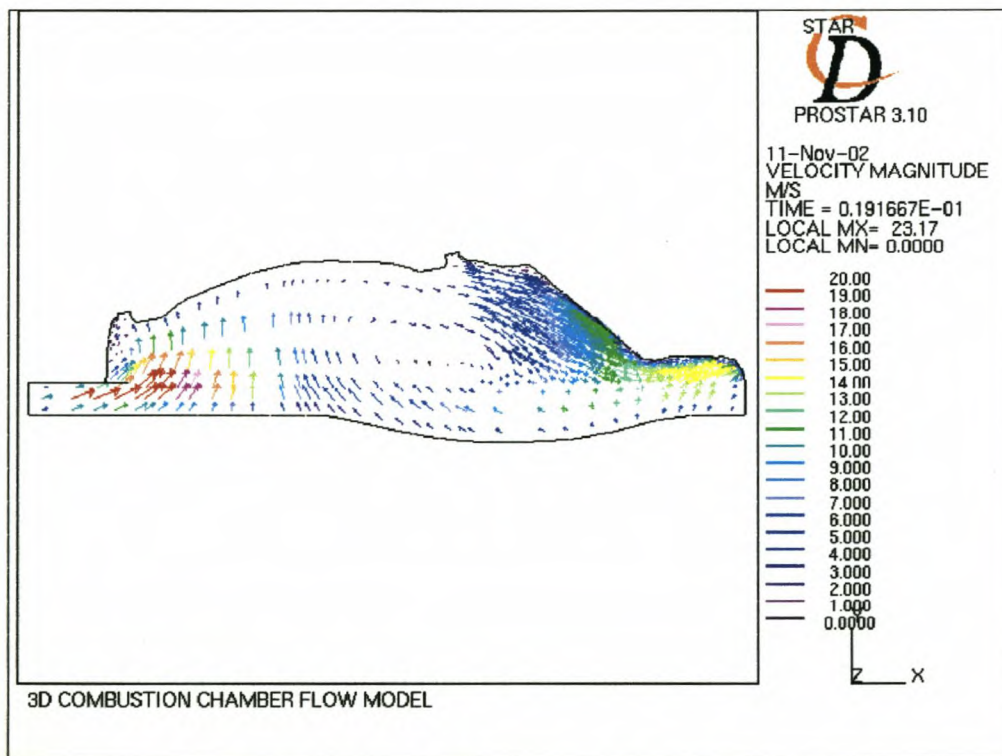 STAR
CD
PROSTAR 3.10
11-Nov-02
VELOCITY MAGNITUDE
M/S
TIME = 0.191667E-01
LOCAL MX= 23.17
LOCAL MN= 0.0000
20.00
19.00
18.00
17.00
16.00
15.00
14.00
13.00
12.00
11.00
10.00
9.000
8.000
7.000
6.000
5.000
4.000
3.000
2.000
1.000
0.0000
Y
Z X
3D COMBUSTION CHAMBER FLOW MODEL